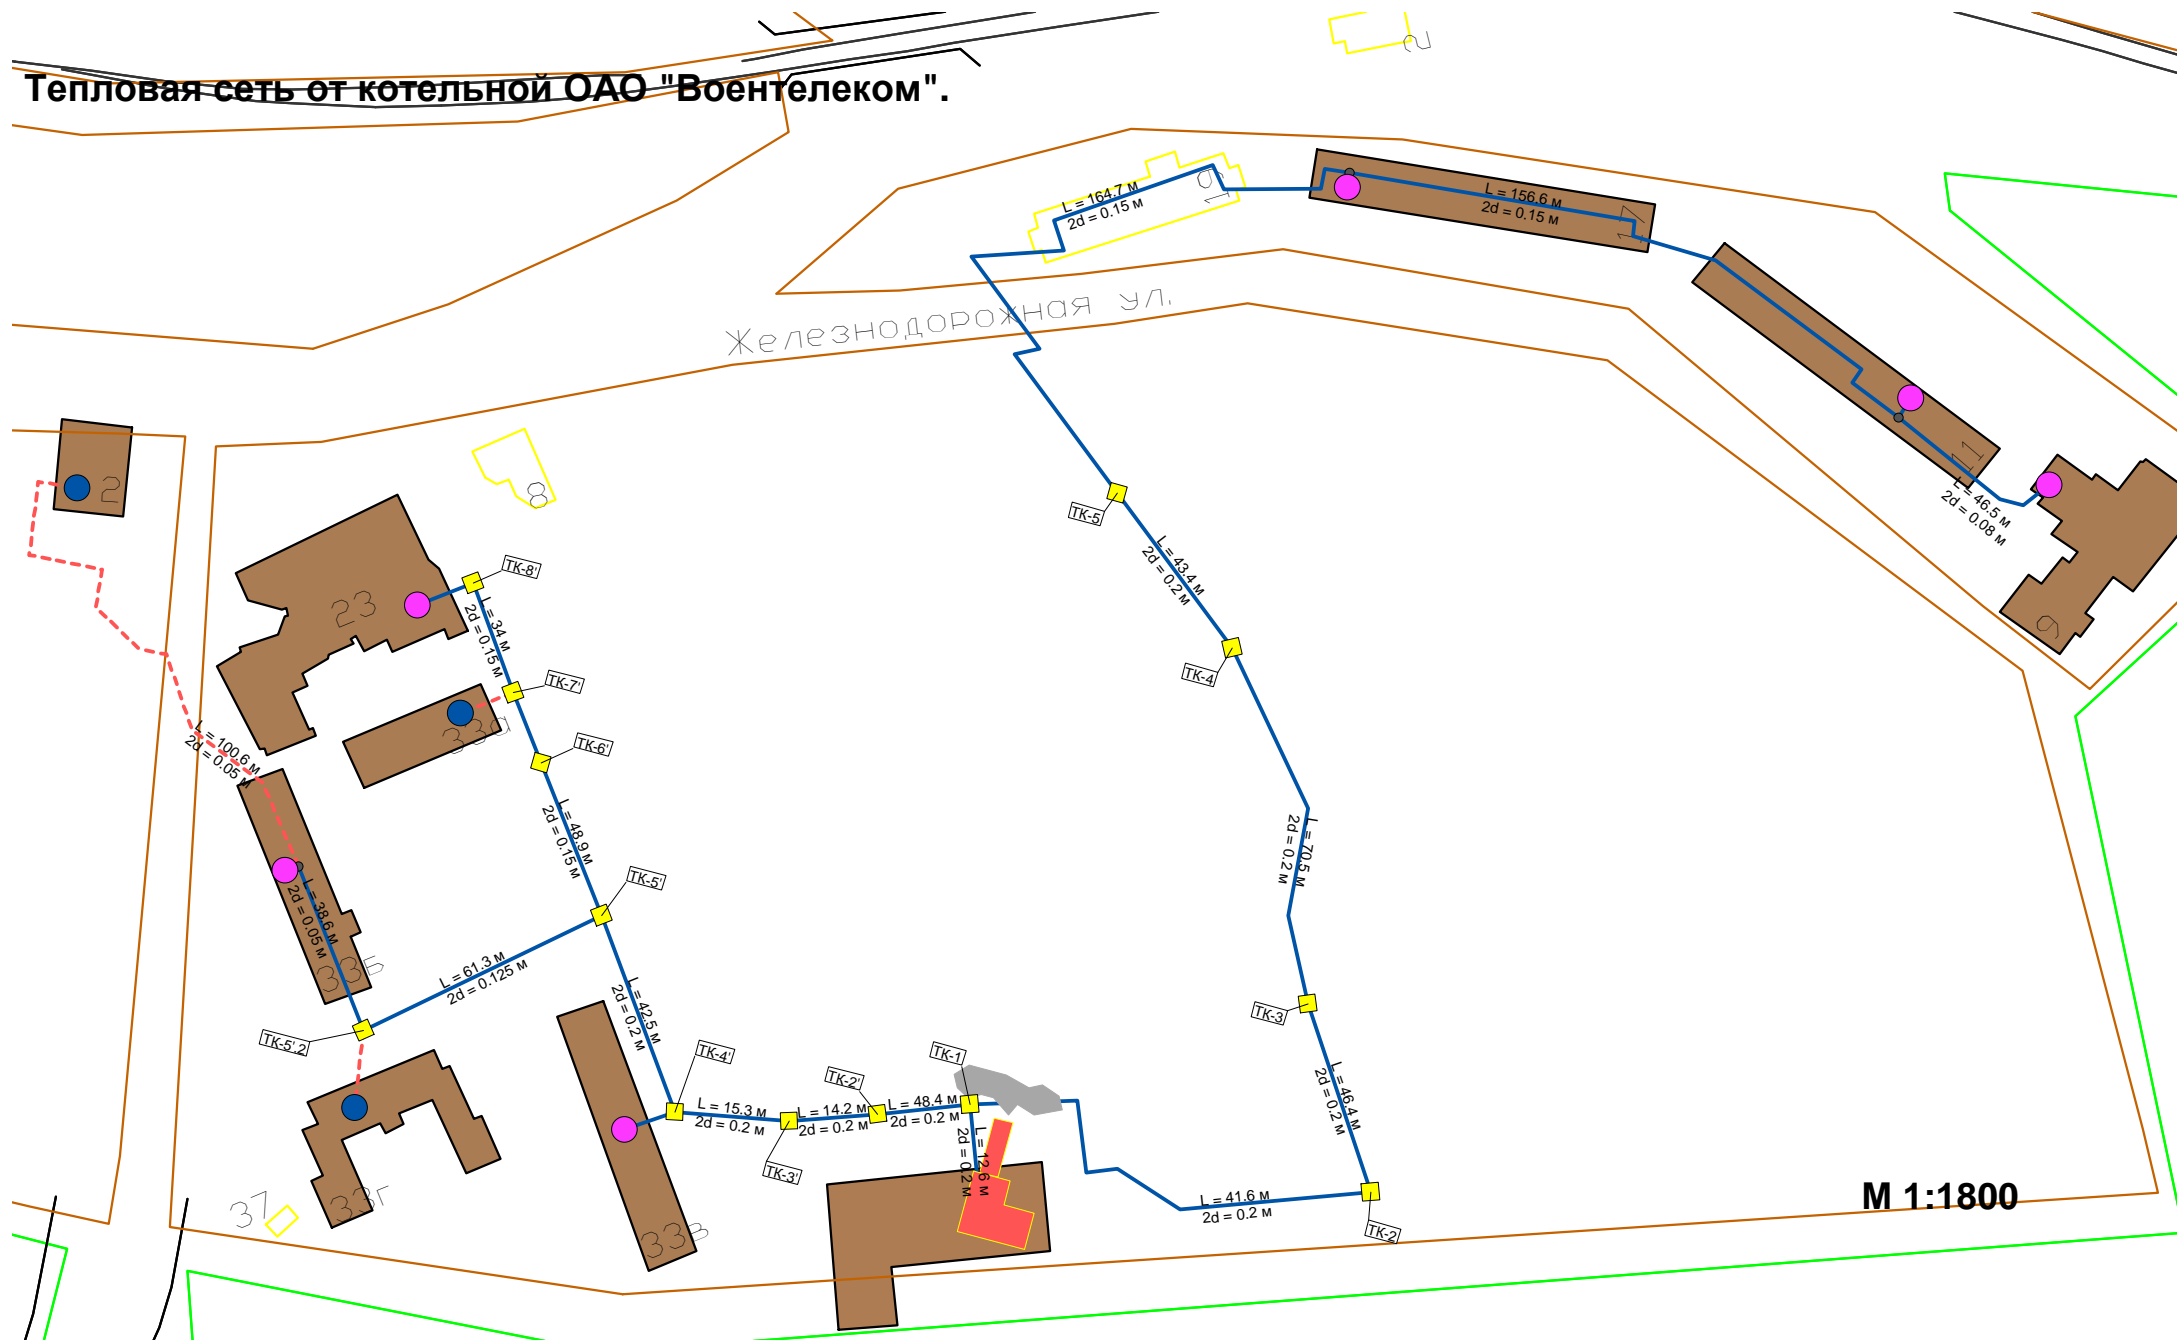 2
Тепловая сеть от котельной ОАО "Воентелеком".
L = 164.7 м
2d = 0.15 м
19
L = 156.6 м
2d = 0.15 м
17
Железнодорожная ул.
2
8
11
L = 46.5 м
2d = 0.08 м
ТК-5
L = 43.4 м
2d = 0.2 м
ТК-8'
23
L = 34 м
2d = 0.15 м
9
ТК-4
ТК-7'
33а
ТК-6'
L = 100.6 м
2d = 0.05 м
L = 48.9 м
2d = 0.15 м
L = 70.5 м
2d = 0.2 м
ТК-5'
L = 38.6 м
2d = 0.05 м
33б
L = 61.3 м
2d = 0.125 м
L = 42.5 м
2d = 0.2 м
ТК-3
ТК-5'.2
ТК-4'
ТК-1
ТК-2'
L = 15.3 м
2d = 0.2 м
L = 14.2 м
2d = 0.2 м
L = 48.4 м
2d = 0.2 м
L = 46.4 м
2d = 0.2 м
L = 12.6 м
2d = 0.2 м
ТК-3'
37
33г
33в
L = 41.6 м
2d = 0.2 м
ТК-2
М 1:1800